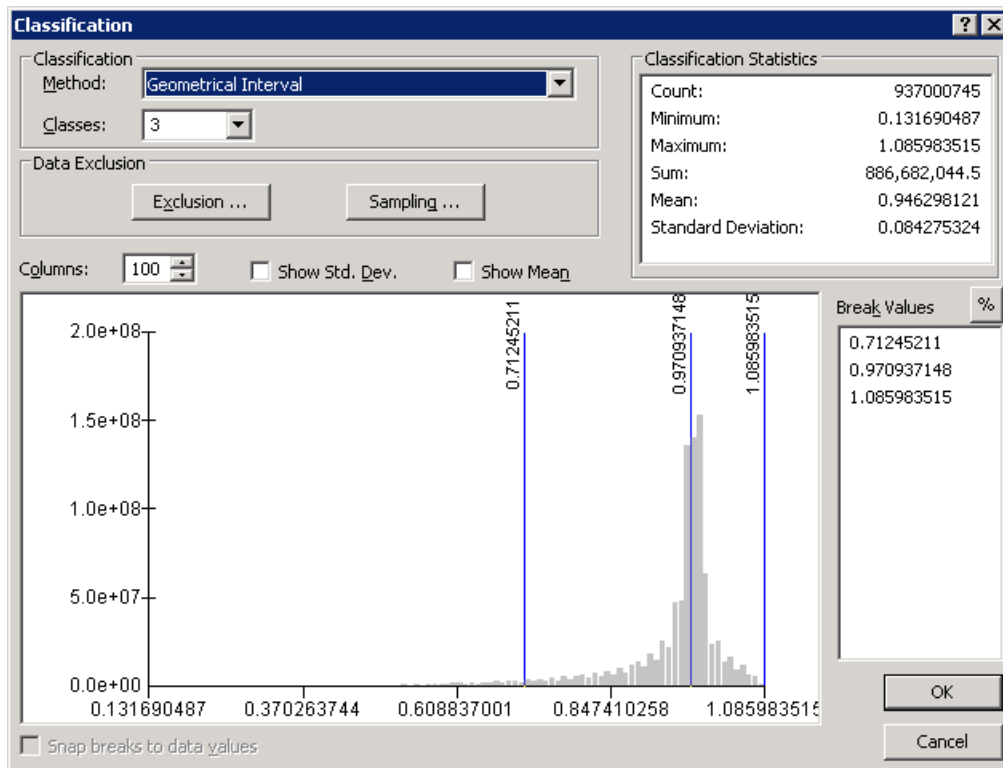 Classification
Classification
Method: Geometrical Interval
Classes: 3
Data Exclusion
Exclusion ... Sampling ...
Classification Statistics
Count: 937000745
Minimum: 0.131690487
Maximum: 1.085983515
Sum: 886,682,044.5
Mean: 0.946298121
Standard Deviation: 0.084275324
Columns: 100 Show Std. Dev. Show Mean
Break Values %
0.71245211
0.970937148
1.085983515
0.71245211
0.970937148
1.085983515
2.0e+08
1.5e+08
1.0e+08
5.0e+07
0.0e+00
0.131690487 0.370263744 0.608837001 0.847410258 1.085983515
Snap breaks to data values
OK
Cancel